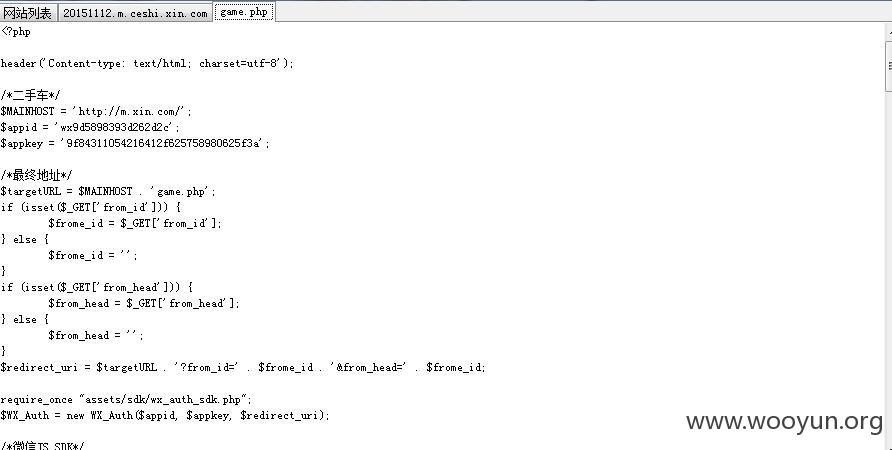 网站列表 20151112.m.ceshi.xin.com game.php
<?php
header('Content-type: text/html; charset=utf-8');
/*二手车*/
$MAINHOST = 'http://m.xin.com/';
$appid = 'wx9d5898393d262d2c';
$appkey = '9f84311054216412f625758980625f3a';
/*最终地址*/
$targetURL = $MAINHOST . 'game.php';
if (isset($_GET['from_id'])) {
$frome_id = $_GET['from_id'];
} else {
$frome_id = '';
}
if (isset($_GET['from_head'])) {
$from_head = $_GET['from_head'];
} else {
$from_head = '';
}
$redirect_uri = $targetURL . '?from_id=' . $frome_id . '&from_head=' . $frome_id;
require_once "assets/sdk/wx_auth_sdk.php";
$WX_Auth = new WX_Auth($appid, $appkey, $redirect_uri);
www.wooyun.org
/*微信JS SDK*/